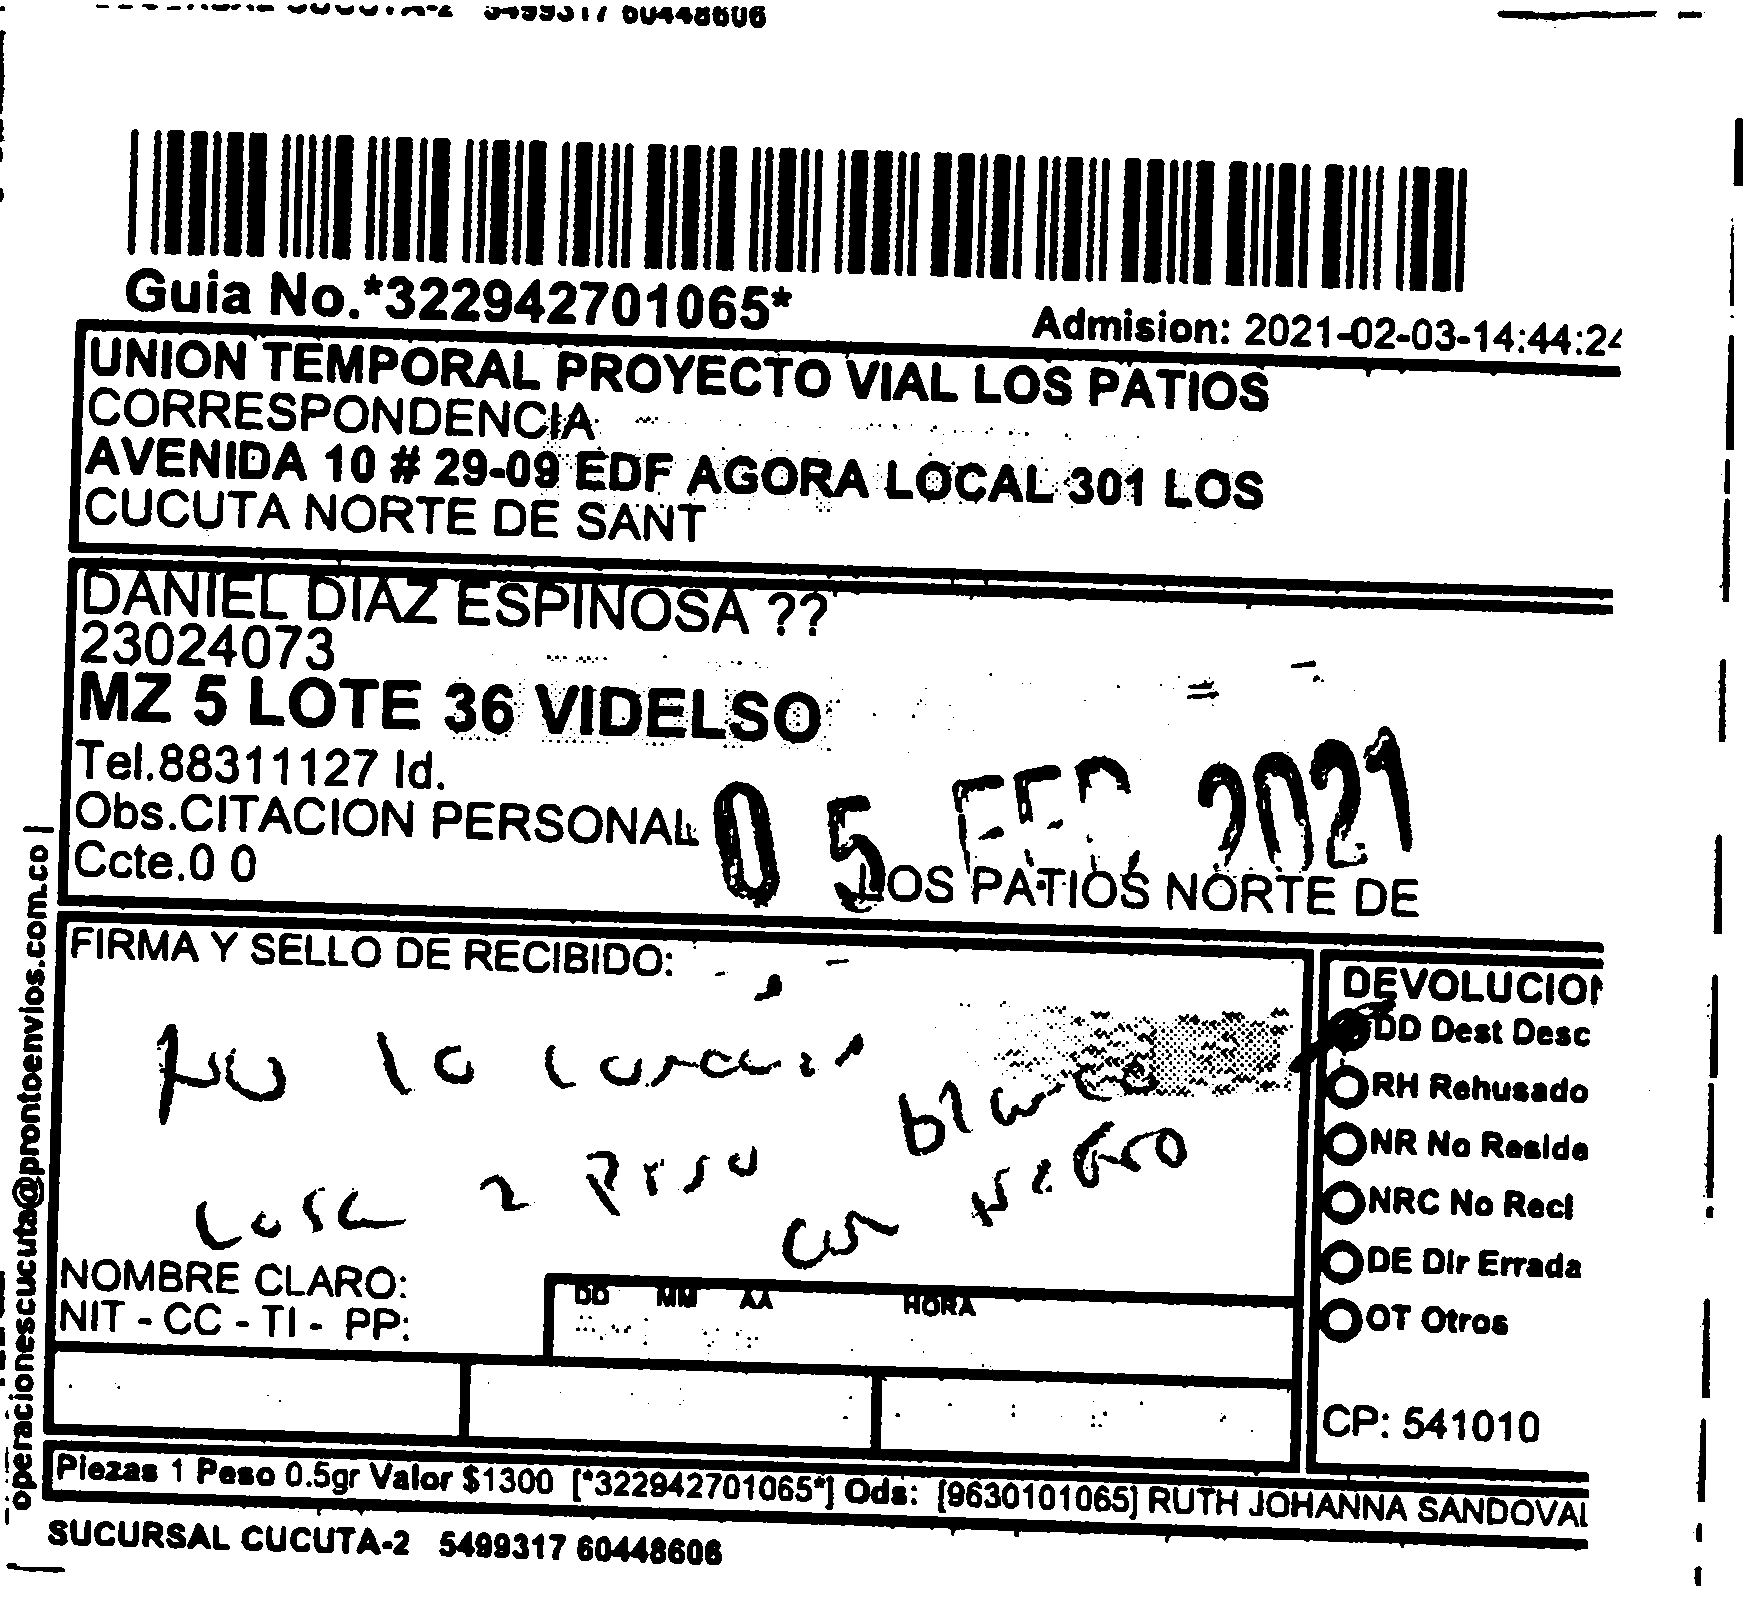 5499317 60448606
Guia No.*322942701065*
Admision: 2021-02-03-14:44:24
UNION TEMPORAL PROYECTO VIAL LOS PATIOS
CORRESPONDENCIA
AVENIDA 10 # 29-09 EDF AGORA LOCAL 301 LOS
CUCUTA NORTE DE SANT
DANIEL DIAZ ESPINOSA ??
23024073
MZ 5 LOTE 36 VIDELSO
Tel.88311127 Id.
Obs.CITACION PERSONAL
05 FEB 2021
Ccte.0 0
LOS PATIOS NORTE DE
FIRMA Y SELLO DE RECIBIDO:
No lo conocen
casa 2 piso
blanco
con negro
NOMBRE CLARO:
NIT - CC - TI - PP:
DD MM AA HORA
DEVOLUCION
DD Dest Desc
RH Rehusado
NR No Reside
NRC No Recl
DE Dir Errada
OT Otros
CP: 541010
Piezas 1 Peso 0.5gr Valor $1300 [*322942701065*] Ods: [9630101065] RUTH JOHANNA SANDOVAL
SUCURSAL CUCUTA-2 5499317 60448606
operacionescucuta@prontoenvios.com.co |